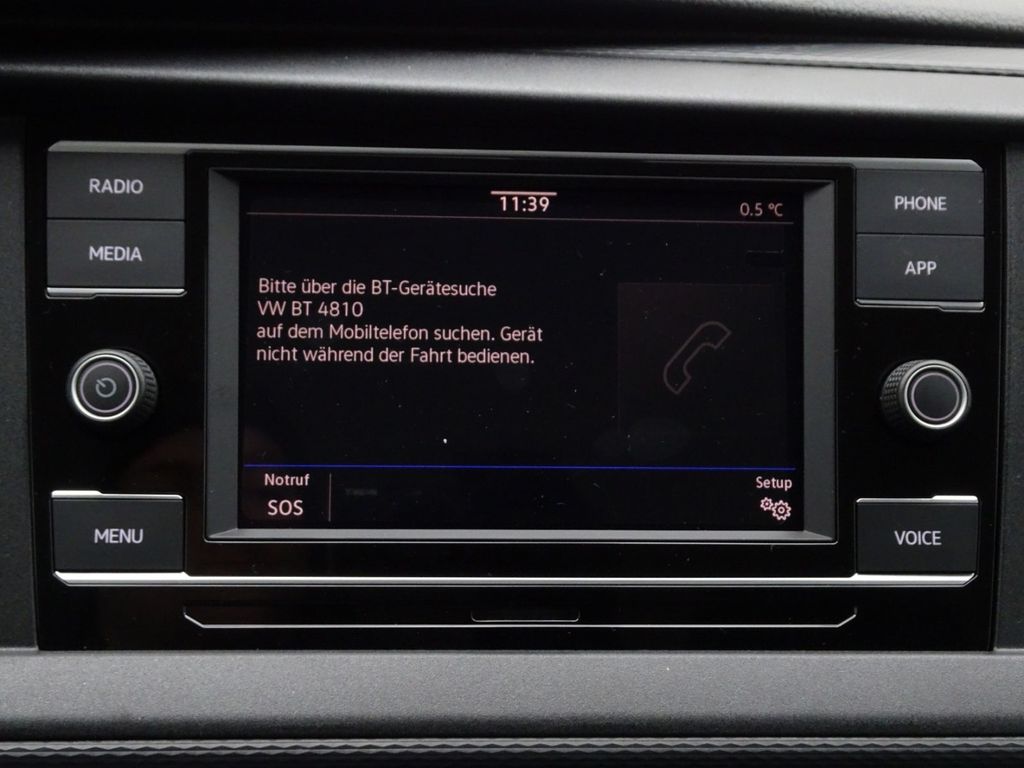 RADIO
MEDIA
MENU
11:39
0.5 °C
Bitte über die BT-Gerätesuche
VW BT 4810
auf dem Mobiltelefon suchen. Gerät
nicht während der Fahrt bedienen.
Notruf
SOS
Setup
PHONE
APP
VOICE